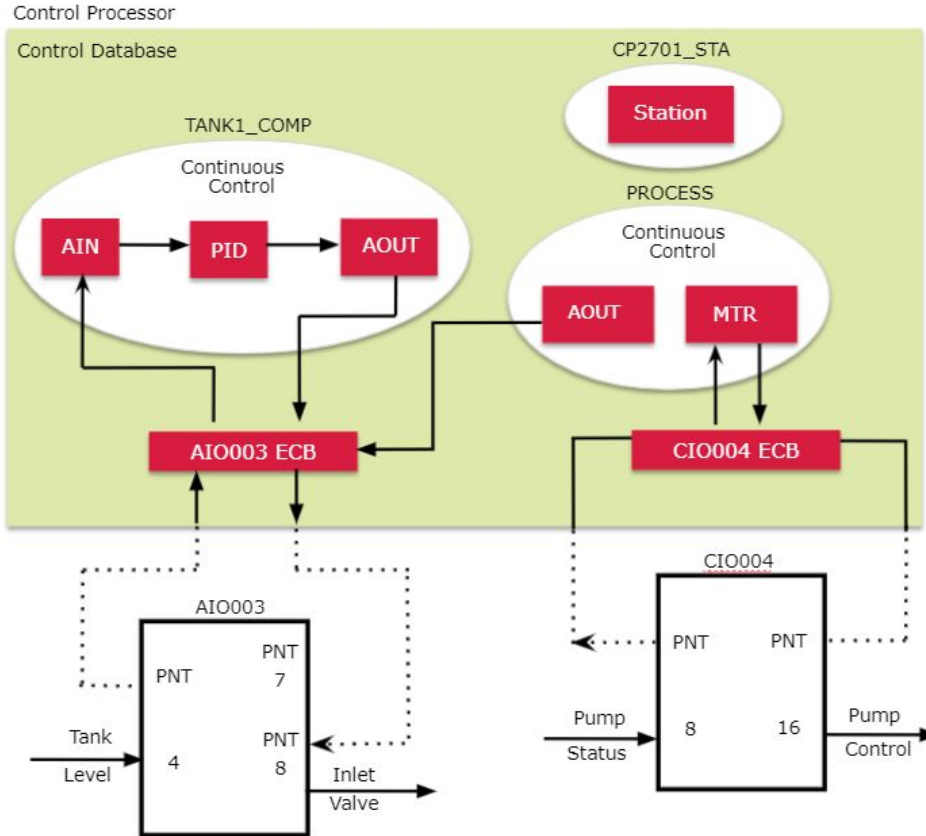 Control Processor
Control Database
CP2701_STA
Station
TANK1_COMP
Continuous
Control
AIN
PID
AOUT
PROCESS
Continuous
Control
AOUT
MTR
AIO003 ECB
CIO004 ECB
AIO003
PNT
PNT
7
PNT
8
4
Tank
Level
Inlet
Valve
CIO004
PNT
PNT
8
16
Pump
Status
Pump
Control